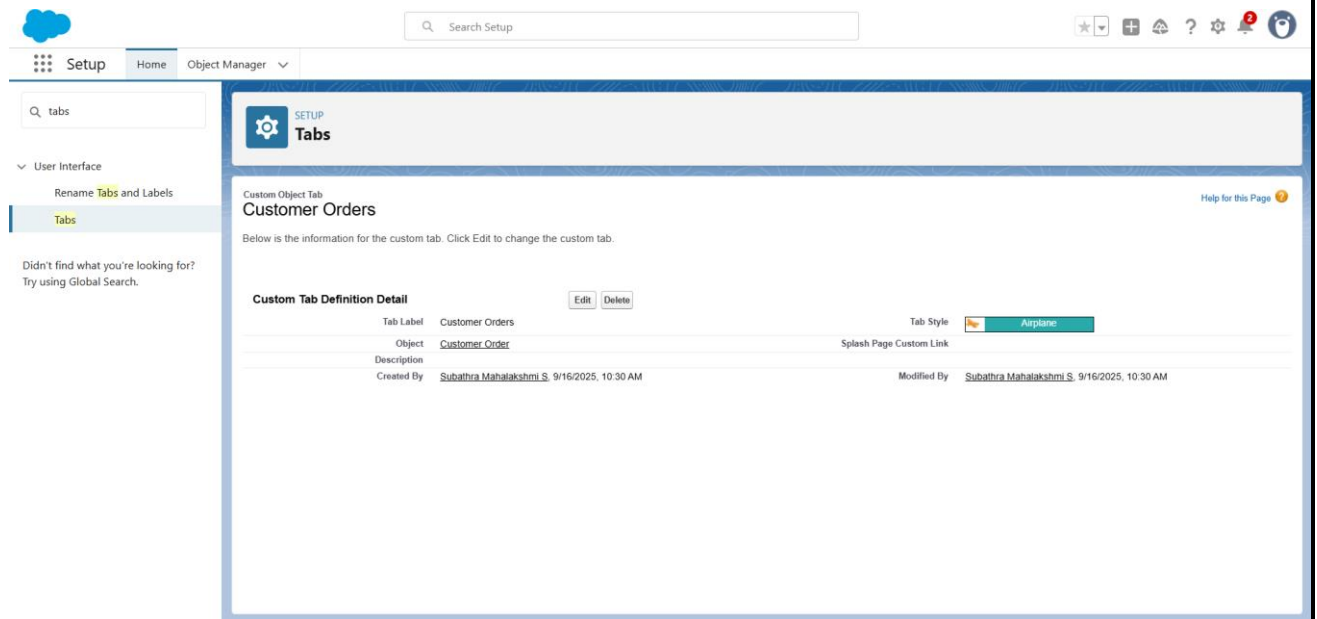 Search Setup
2
Setup
Home
Object Manager
tabs
User Interface
Rename Tabs and Labels
Tabs
Didn't find what you're looking for?
Try using Global Search.
SETUP
Tabs
Custom Object Tab
Customer Orders
Help for this Page
Below is the information for the custom tab. Click Edit to change the custom tab.
Custom Tab Definition Detail Edit Delete
Tab Label Customer Orders Tab Style Airplane
Object Customer Order Splash Page Custom Link
Description
Created By Subathra Mahalakshmi S, 9/16/2025, 10:30 AM Modified By Subathra Mahalakshmi S, 9/16/2025, 10:30 AM